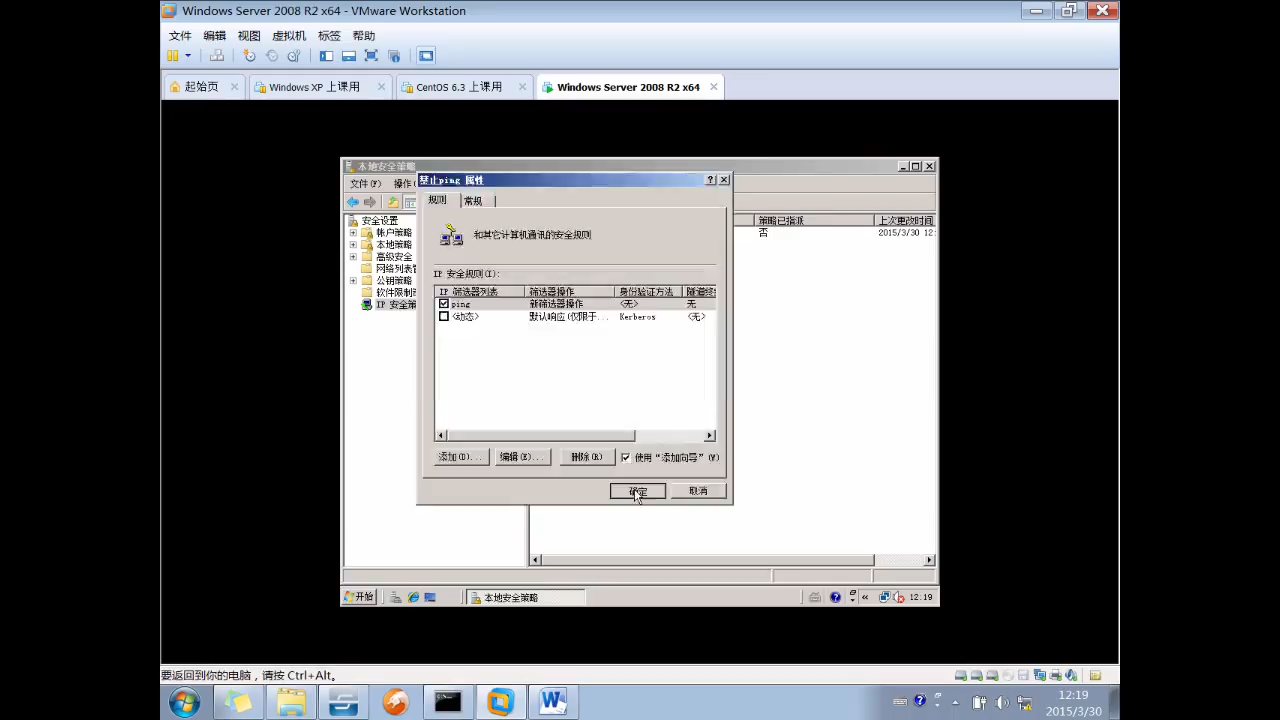 Windows Server 2008 R2 x64 - VMware Workstation
文件 编辑 视图 虚拟机 标签 帮助
起始页 Windows XP 上课用 CentOS 6.3 上课用 Windows Server 2008 R2 x64
本地安全策略
禁止ping 属性
文件(F) 操作(
规则 常规
安全设置
帐户策略
本地策略
高级安全
网络列表管
公钥策略
软件限制
IP 安全策
策略已指派 上次更改时间
否 2015/3/30 12:
和其它计算机通讯的安全规则
IP 安全规则(I):
IP 筛选器列表 筛选器操作 身份验证方法 隧道终
ping 新筛选器操作 <无> 无
<动态> 默认响应(仅限于... Kerberos <无>
添加(D)... 编辑(E)... 删除(R) 使用“添加向导”(W)
确定 取消
开始 本地安全策略 12:19
要返回到你的电脑，请按 Ctrl+Alt。
12:19
2015/3/30